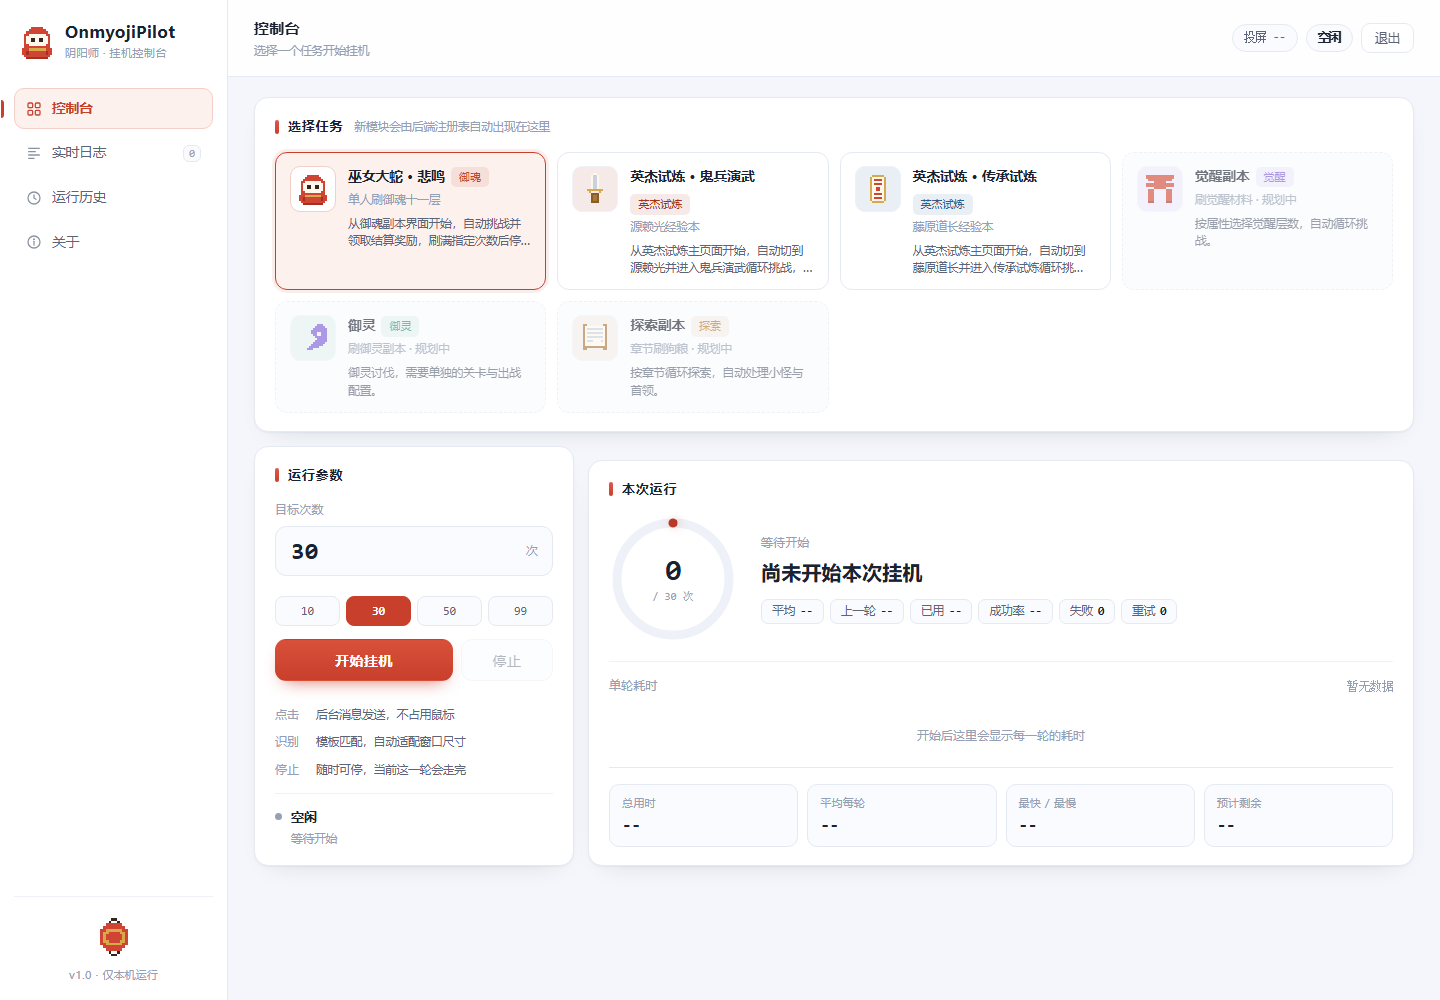 OnmyojiPilot
阴阳师 · 挂机控制台
控制台
实时日志
0
运行历史
关于
v1.0 · 仅本机运行
控制台
选择一个任务开始挂机
投屏 --
空闲
退出
选择任务 新模块会由后端注册表自动出现在这里
巫女大蛇 • 悲鸣 御魂
单人刷御魂十一层
从御魂副本界面开始，自动挑战并
领取结算奖励，刷满指定次数后停...
英杰试炼 • 鬼兵演武
英杰试炼
源赖光经验本
从英杰试炼主页面开始，自动切到
源赖光并进入鬼兵演武循环挑战，...
英杰试炼 • 传承试炼
英杰试炼
藤原道长经验本
从英杰试炼主页面开始，自动切到
藤原道长并进入传承试炼循环挑...
觉醒副本 觉醒
刷觉醒材料 · 规划中
按属性选择觉醒层数，自动循环挑
战。
御灵 御灵
刷御灵副本 · 规划中
御灵讨伐，需要单独的关卡与出战
配置。
探索副本 探索
章节刷狗粮 · 规划中
按章节循环探索，自动处理小怪与
首领。
运行参数
目标次数
30 次
10 30 50 99
开始挂机 停止
点击 后台消息发送，不占用鼠标
识别 模板匹配，自动适配窗口尺寸
停止 随时可停，当前这一轮会走完
空闲
等待开始
本次运行
0
/ 30 次
等待开始
尚未开始本次挂机
平均 -- 上一轮 -- 已用 -- 成功率 -- 失败 0 重试 0
单轮耗时 暂无数据
开始后这里会显示每一轮的耗时
总用时
--
平均每轮
--
最快 / 最慢
--
预计剩余
--